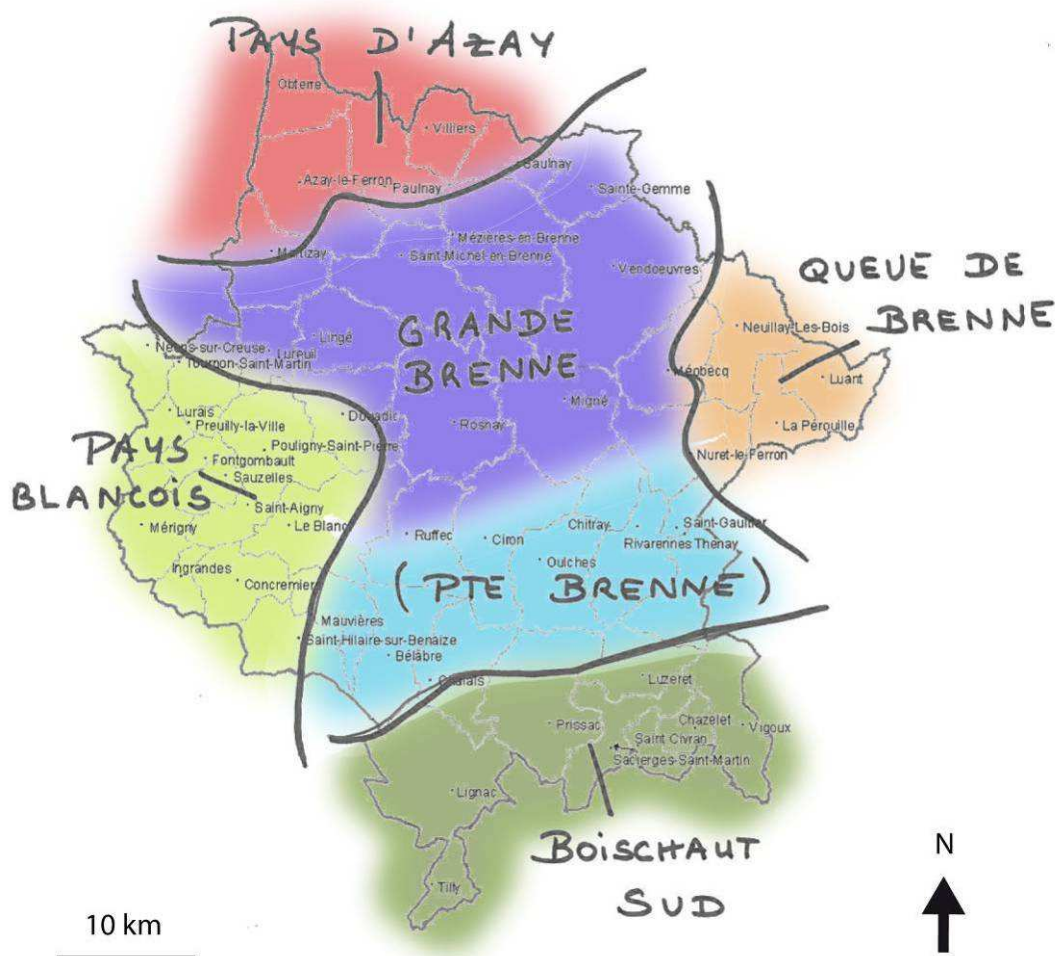 PAYS D'AZAY
Obterre
Villiers
Saulnay
Azay-le-Ferron
Paulnay
Sainte-Gemme
Mézières-en-Brenne
Martizay
Saint-Michel-en-Brenne
Vendoeuvres
QUEUE DE
BRENNE
GRANDE
BRENNE
Neuillay-Les-Bois
Lingé
Néons-sur-Creuse
Lureuil
Tournon-Saint-Martin
Méobecq
Luant
Migné
Lurais
Douadic
Preuilly-la-Ville
Rosnay
La Pérouille
Pouligny-Saint-Pierre
PAYS
BLANCOIS
Fontgombault
Nuret-le-Ferron
Sauzelles
Saint-Aigny
Mérigny
Le Blanc
Chitray
Saint-Gaultier
Ruffec
Ciron
Rivarennes
Thenay
Oulches
Ingrandes
Concremiers
(PTE BRENNE)
Mauvières
Saint-Hilaire-sur-Benaize
Bélâbre
Chalais
Luzeret
Prissac
Chazelet
Vigoux
Saint Civran
Sacierges-Saint-Martin
Lignac
BOISCHAUT
SUD
Tilly
10 km
N